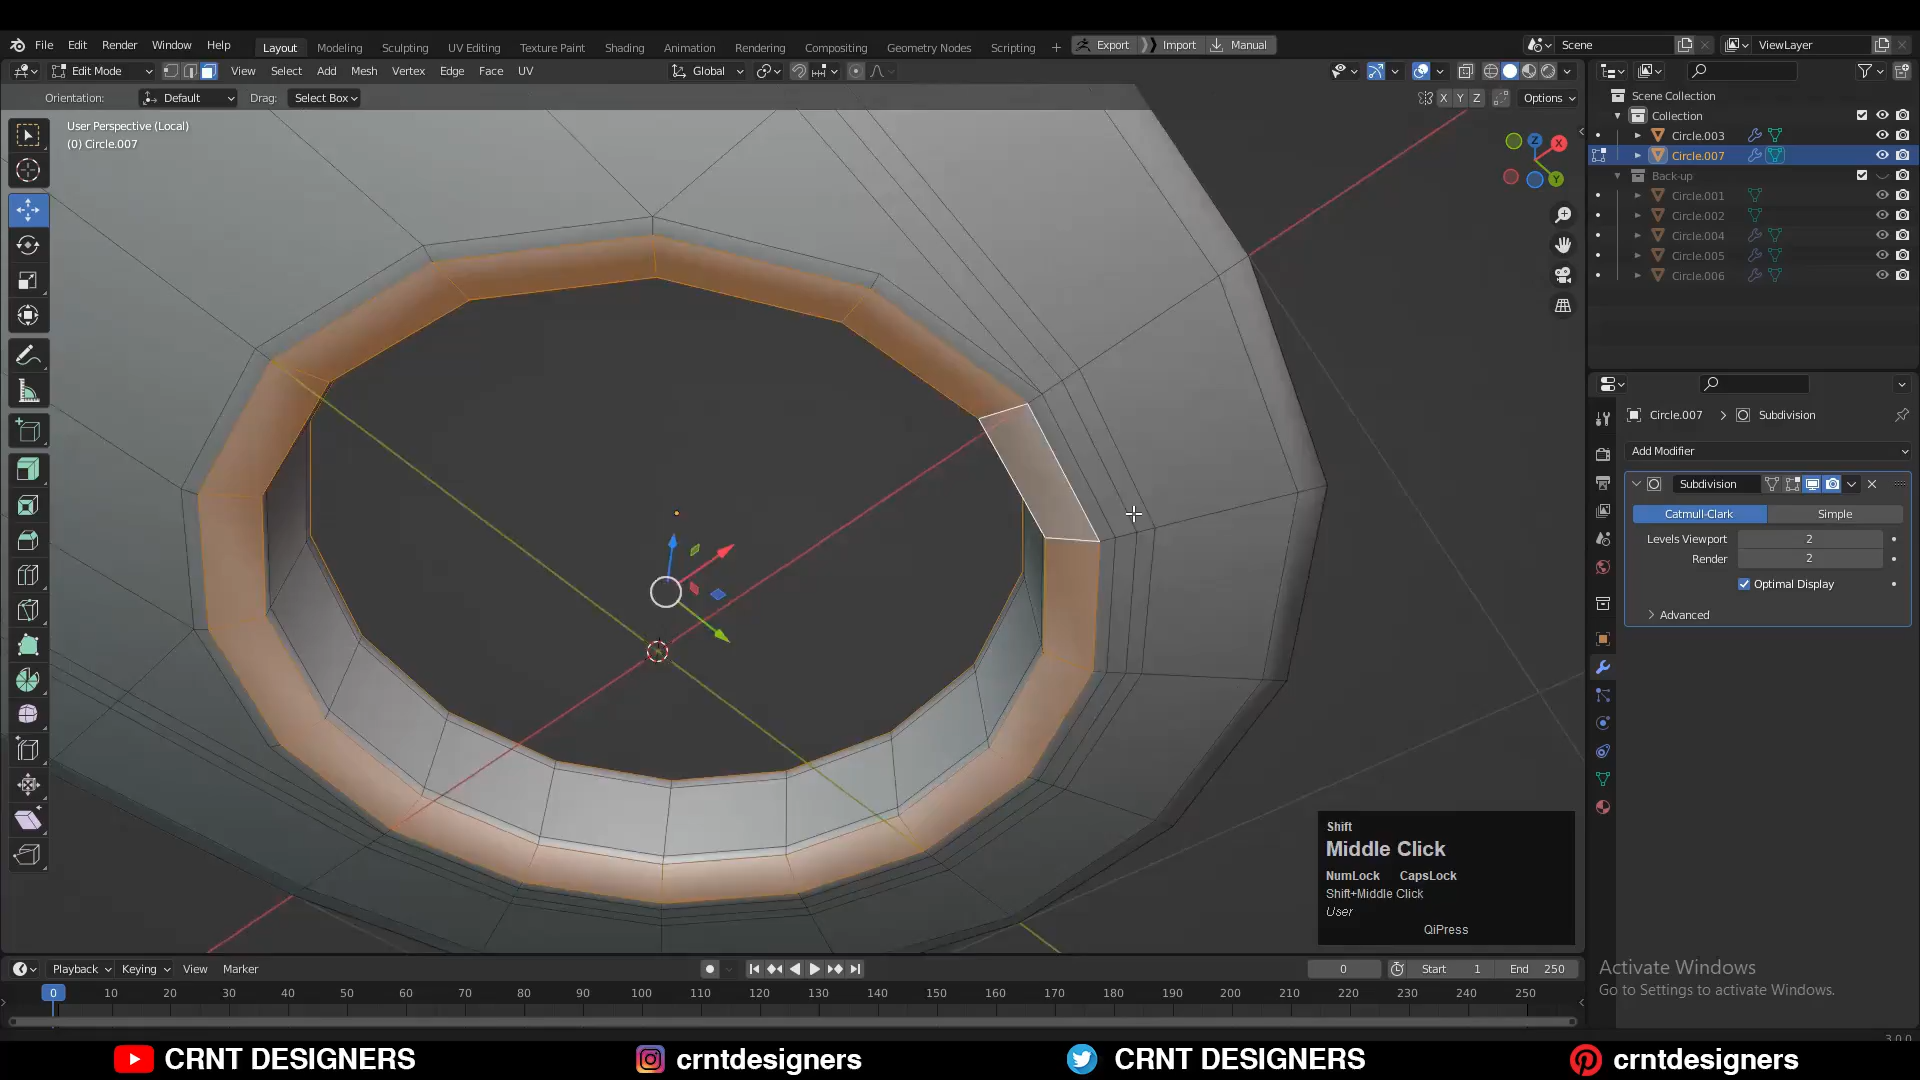 File Edit Render Window Help Layout Modeling Sculpting UV Editing Texture Paint Shading Animation Rendering Compositing Geometry Nodes Scripting + Export Import Manual Scene ViewLayer
Edit Mode View Select Add Mesh Vertex Edge Face UV Global
Orientation: Default Drag: Select Box X Y Z Options
User Perspective (Local)
(0) Circle.007
Z X Y
Scene Collection
Collection
Circle.003
Circle.007
Back-up
Circle.001
Circle.002
Circle.004
Circle.005
Circle.006
Circle.007 > Subdivision
Add Modifier
Subdivision
Catmull-Clark Simple
Levels Viewport 2
Render 2
Optimal Display
Advanced
Shift
Middle Click
NumLock CapsLock
Shift+Middle Click
User
QiPress
Activate Windows
Go to Settings to activate Windows.
Playback Keying View Marker 0 Start 1 End 250
0 10 20 30 40 50 60 70 80 90 100 110 120 130 140 150 160 170 180 190 200 210 220 230 240 250
3.0.0
CRNT DESIGNERS crntdesigners CRNT DESIGNERS crntdesigners